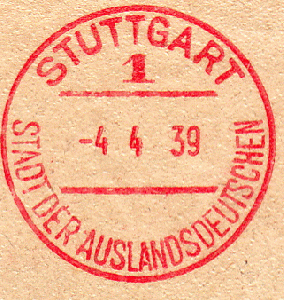 STUTTGART
1
-4 4 39
STADT DER AUSLANDSDEUTSCHEN